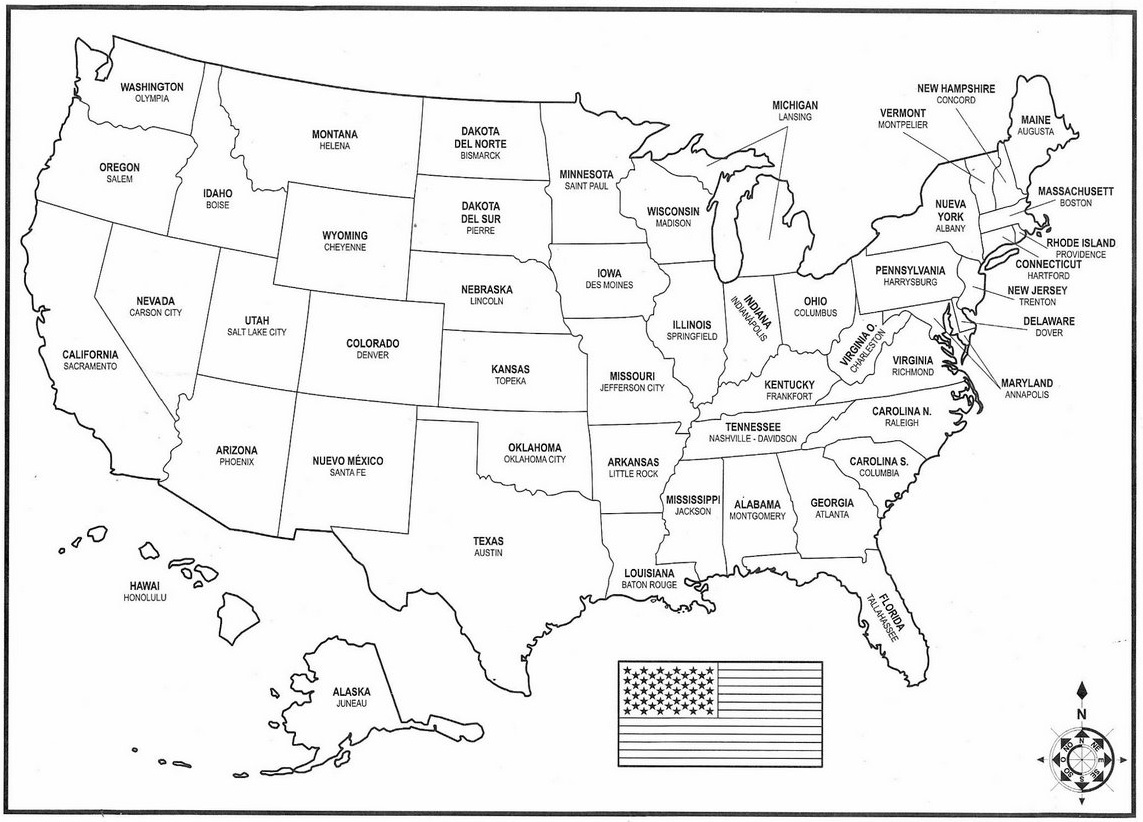 WASHINGTON
OLYMPIA
OREGON
SALEM
IDAHO
BOISE
MONTANA
HELENA
WYOMING
CHEYENNE
DAKOTA
DEL NORTE
BISMARCK
DAKOTA
DEL SUR
PIERRE
NEBRASKA
LINCOLN
MINNESOTA
SAINT PAUL
WISCONSIN
MADISON
IOWA
DES MOINES
MICHIGAN
LANSING
NEW HAMPSHIRE
CONCORD
VERMONT
MONTPELIER
MAINE
AUGUSTA
MASSACHUSETT
BOSTON
NUEVA
YORK
ALBANY
RHODE ISLAND
PROVIDENCE
CONNECTICUT
HARTFORD
PENNSYLVANIA
HARRYSBURG
NEW JERSEY
TRENTON
DELAWARE
DOVER
MARYLAND
ANNAPOLIS
NEVADA
CARSON CITY
UTAH
SALT LAKE CITY
CALIFORNIA
SACRAMENTO
COLORADO
DENVER
KANSAS
TOPEKA
MISSOURI
JEFFERSON CITY
ILLINOIS
SPRINGFIELD
INDIANA
INDIANÁPOLIS
OHIO
COLUMBUS
VIRGINIA O.
CHARLESTON
VIRGINIA
RICHMOND
KENTUCKY
FRANKFORT
TENNESSEE
NASHVILLE - DAVIDSON
CAROLINA N.
RALEIGH
CAROLINA S.
COLUMBIA
ARIZONA
PHOENIX
NUEVO MÉXICO
SANTA FE
OKLAHOMA
OKLAHOMA CITY
ARKANSAS
LITTLE ROCK
MISSISSIPPI
JACKSON
ALABAMA
MONTGOMERY
GEORGIA
ATLANTA
TEXAS
AUSTIN
LOUISIANA
BATON ROUGE
FLORIDA
TALLAHASSEE
HAWAI
HONOLULU
ALASKA
JUNEAU
N
N
NE
E
SE
S
SO
O
NO